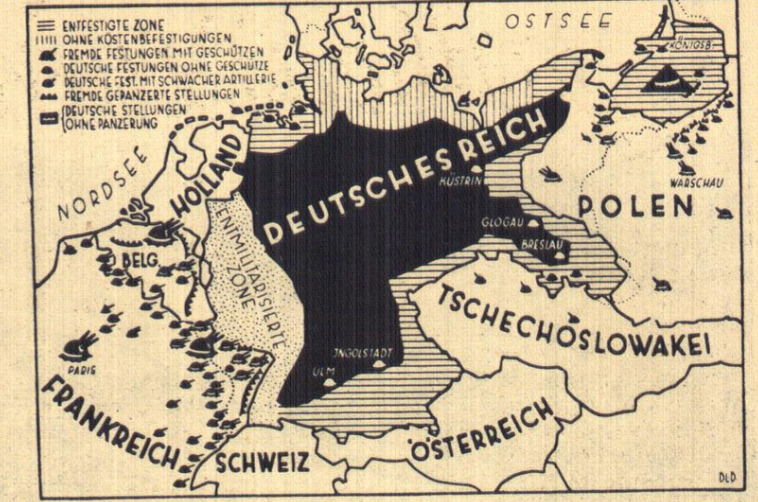 ENTFESTIGTE ZONE
OHNE KÖSTENBEFESTIGUNGEN
FREMDE FESTUNGEN MIT GESCHÜTZEN
DEUTSCHE FESTUNGEN OHNE GESCHÜTZE
DEUTSCHE FEST. MIT SCHWACHER ARTILLERIE
FREMDE GEPANZERTE STELLUNGEN
DEUTSCHE STELLUNGEN
OHNE PANZERUNG
OSTSEE
KÖNIGSB.
NORDSEE
HOLLAND
DEUTSCHES REICH
KÜSTRIN
WARSCHAU
POLEN
BELG.
ENTMILITARISIERTE
ZONE
GLOGAU
BRESLAU
TSCHECHOSLOWAKEI
PARIS
INGOLSTADT
ULM
FRANKREICH
SCHWEIZ
ÖSTERREICH
DLD